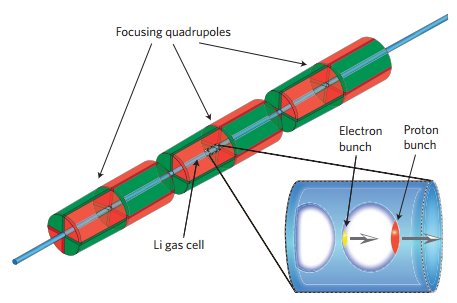 Focusing quadrupoles
Electron
bunch
Proton
bunch
Li gas cell